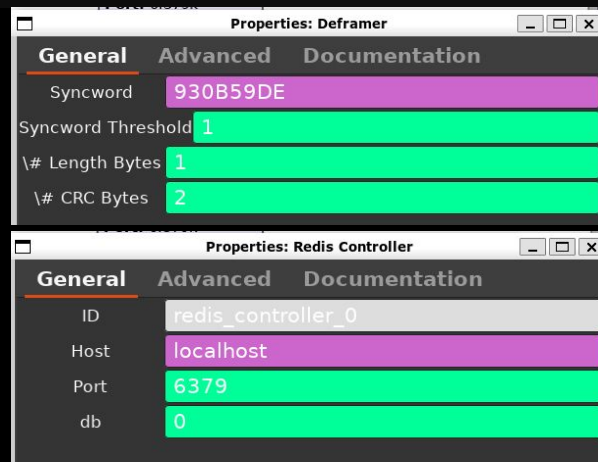 Properties: Deframer
General Advanced Documentation
Syncword 930B59DE
Syncword Threshold 1
\# Length Bytes 1
\# CRC Bytes 2
Properties: Redis Controller
General Advanced Documentation
ID redis_controller_0
Host localhost
Port 6379
db 0